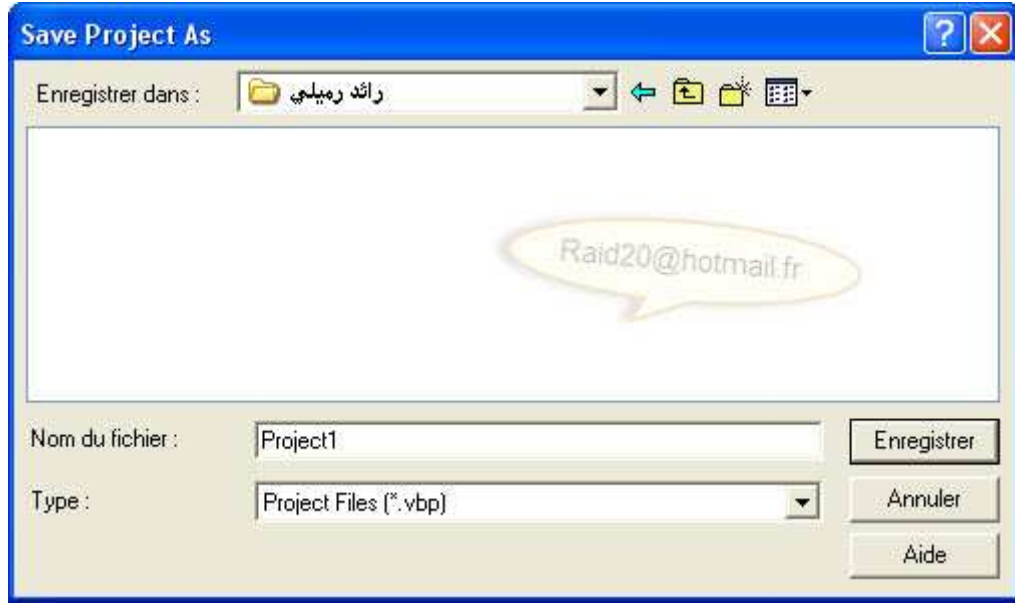 Save Project As
Enregistrer dans :
رائد رميلي
Raid20@hotmail.fr
Nom du fichier :
Project1
Enregistrer
Type :
Project Files (*.vbp)
Annuler
Aide